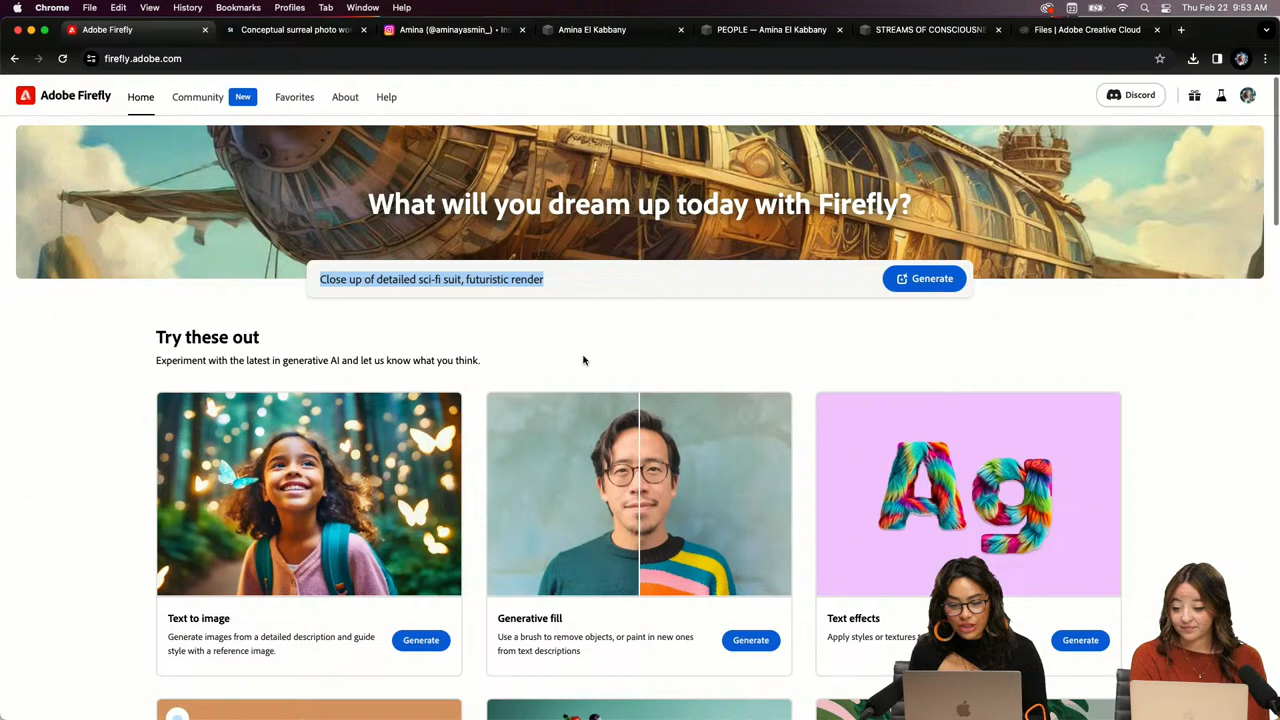 Chrome File Edit View History Bookmarks Profiles Tab Window Help Thu Feb 22 9:53 AM
Adobe Firefly Conceptual surreal photo wo Amina (@aminayasmin_) • Ins Amina El Kabbany PEOPLE — Amina El Kabbany STREAMS OF CONSCIOUSNE Files | Adobe Creative Cloud
firefly.adobe.com
Adobe Firefly Home Community New Favorites About Help Discord
What will you dream up today with Firefly?
Close up of detailed sci-fi suit, futuristic render Generate
Try these out
Experiment with the latest in generative AI and let us know what you think.
Ag
Text to image
Generate images from a detailed description and guide
style with a reference image.
Generate
Generative fill
Use a brush to remove objects, or paint in new ones
from text descriptions
Generate
Text effects
Apply styles or textures
Generate